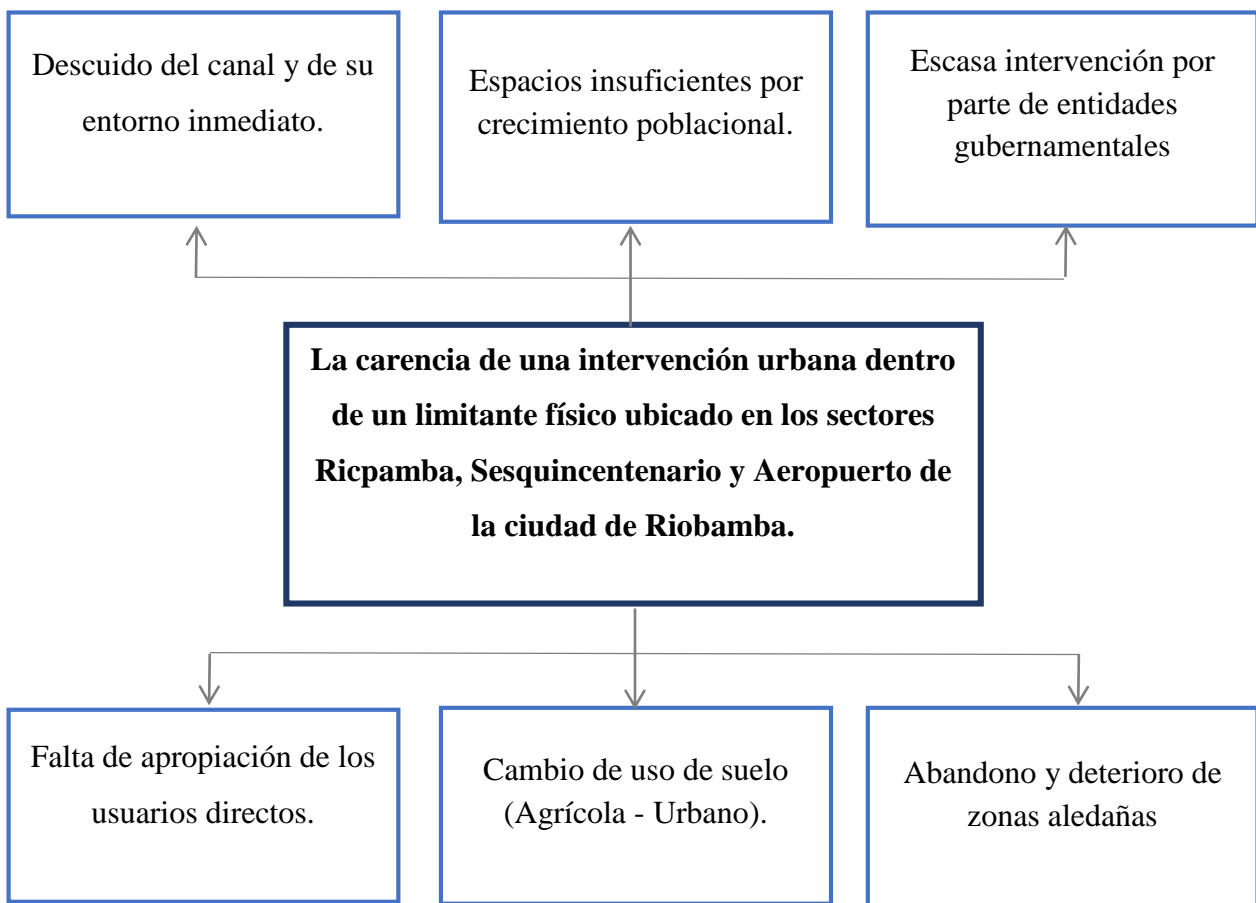 Descuido del canal y de su
entorno inmediato.
Espacios insuficientes por
crecimiento poblacional.
Escasa intervención por
parte de entidades
gubernamentales
La carencia de una intervención urbana dentro
de un limitante físico ubicado en los sectores
Ricpamba, Sesquincentenario y Aeropuerto de
la ciudad de Riobamba.
Falta de apropiación de los
usuarios directos.
Cambio de uso de suelo
(Agrícola - Urbano).
Abandono y deterioro de
zonas aledañas